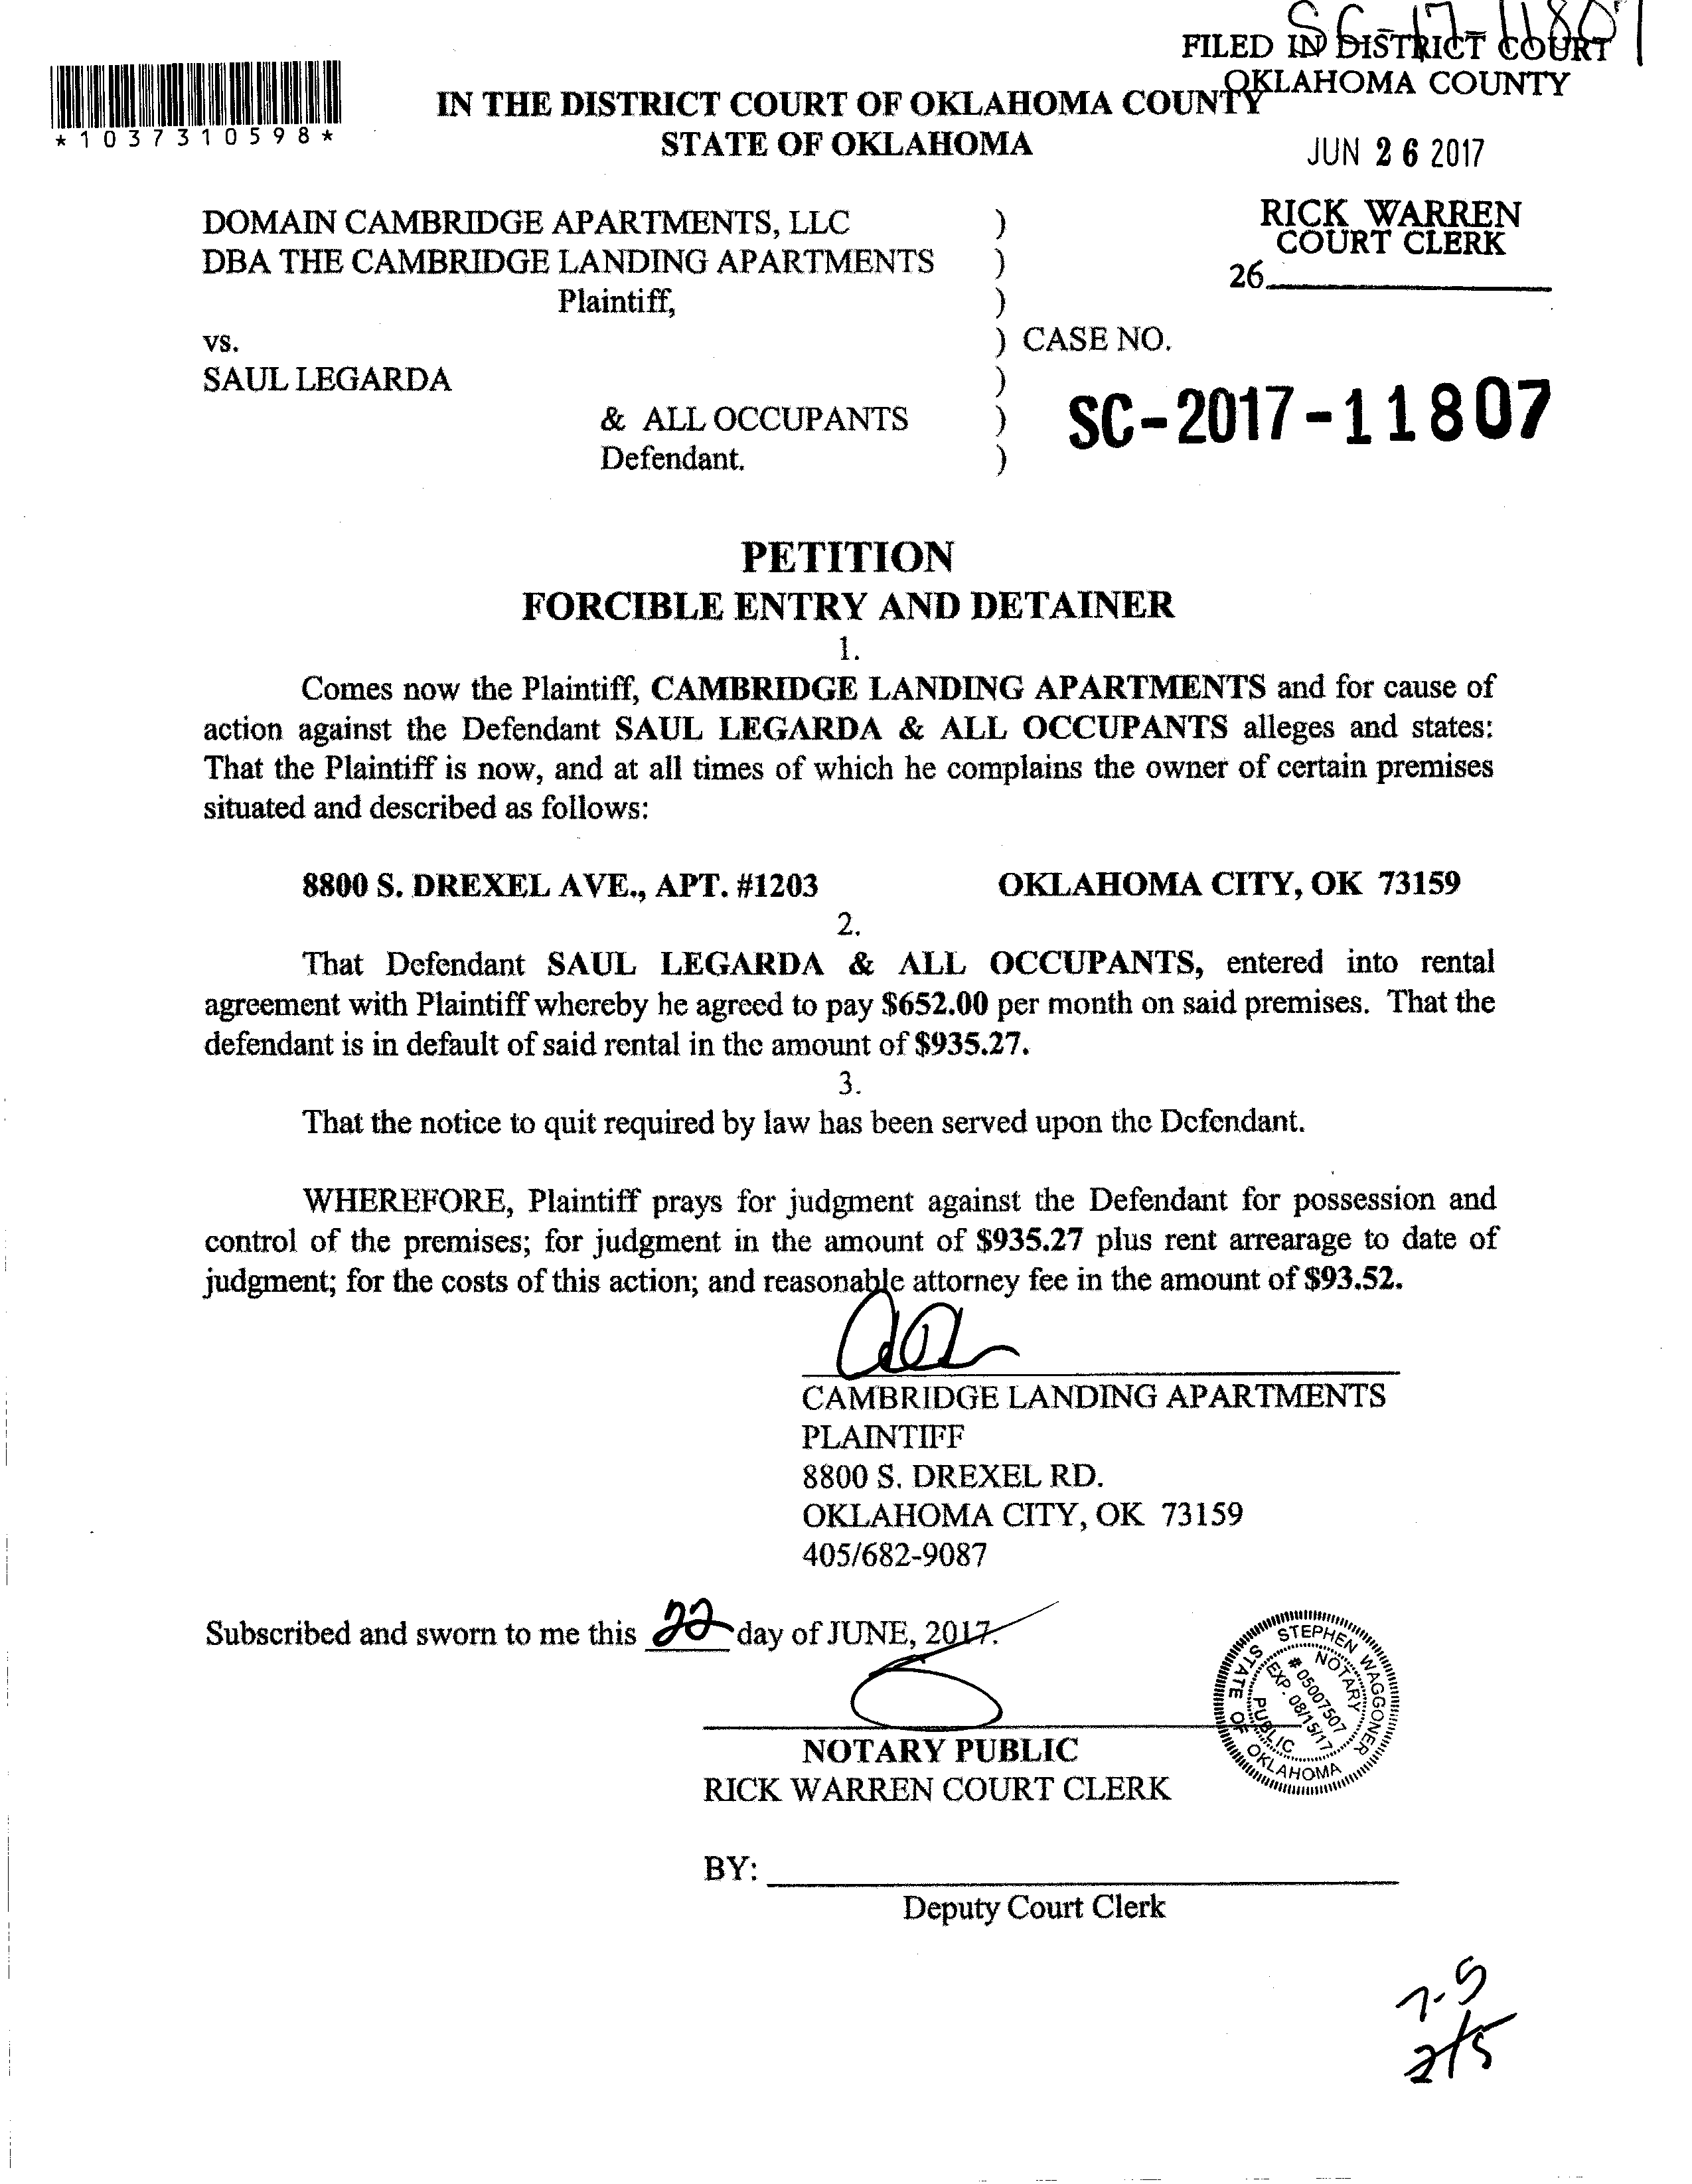 SC-17-11807
FILED IN DISTRICT COURT
OKLAHOMA COUNTY
*1037310598*
IN THE DISTRICT COURT OF OKLAHOMA COUNTY
STATE OF OKLAHOMA
JUN 26 2017
RICK WARREN
COURT CLERK
26
DOMAIN CAMBRIDGE APARTMENTS, LLC )
DBA THE CAMBRIDGE LANDING APARTMENTS )
Plaintiff, )
vs. ) CASE NO.
SAUL LEGARDA )
& ALL OCCUPANTS )
Defendant. )
SC-2017-11807
PETITION
FORCIBLE ENTRY AND DETAINER
1.
Comes now the Plaintiff, CAMBRIDGE LANDING APARTMENTS and for cause of
action against the Defendant SAUL LEGARDA & ALL OCCUPANTS alleges and states:
That the Plaintiff is now, and at all times of which he complains the owner of certain premises
situated and described as follows:
8800 S. DREXEL AVE., APT. #1203 OKLAHOMA CITY, OK 73159
2.
That Defendant SAUL LEGARDA & ALL OCCUPANTS, entered into rental
agreement with Plaintiff whereby he agreed to pay $652.00 per month on said premises. That the
defendant is in default of said rental in the amount of $935.27.
3.
That the notice to quit required by law has been served upon the Defendant.
WHEREFORE, Plaintiff prays for judgment against the Defendant for possession and
control of the premises; for judgment in the amount of $935.27 plus rent arrearage to date of
judgment; for the costs of this action; and reasonable attorney fee in the amount of $93.52.
CAMBRIDGE LANDING APARTMENTS
PLAINTIFF
8800 S. DREXEL RD.
OKLAHOMA CITY, OK 73159
405/682-9087
Subscribed and sworn to me this 22 day of JUNE, 2017.
STEPHEN WAGGONER
NOTARY
# 05007507
EXP. 08/15/17
PUBLIC
STATE OF OKLAHOMA
NOTARY PUBLIC
RICK WARREN COURT CLERK
BY:
Deputy Court Clerk
7-5